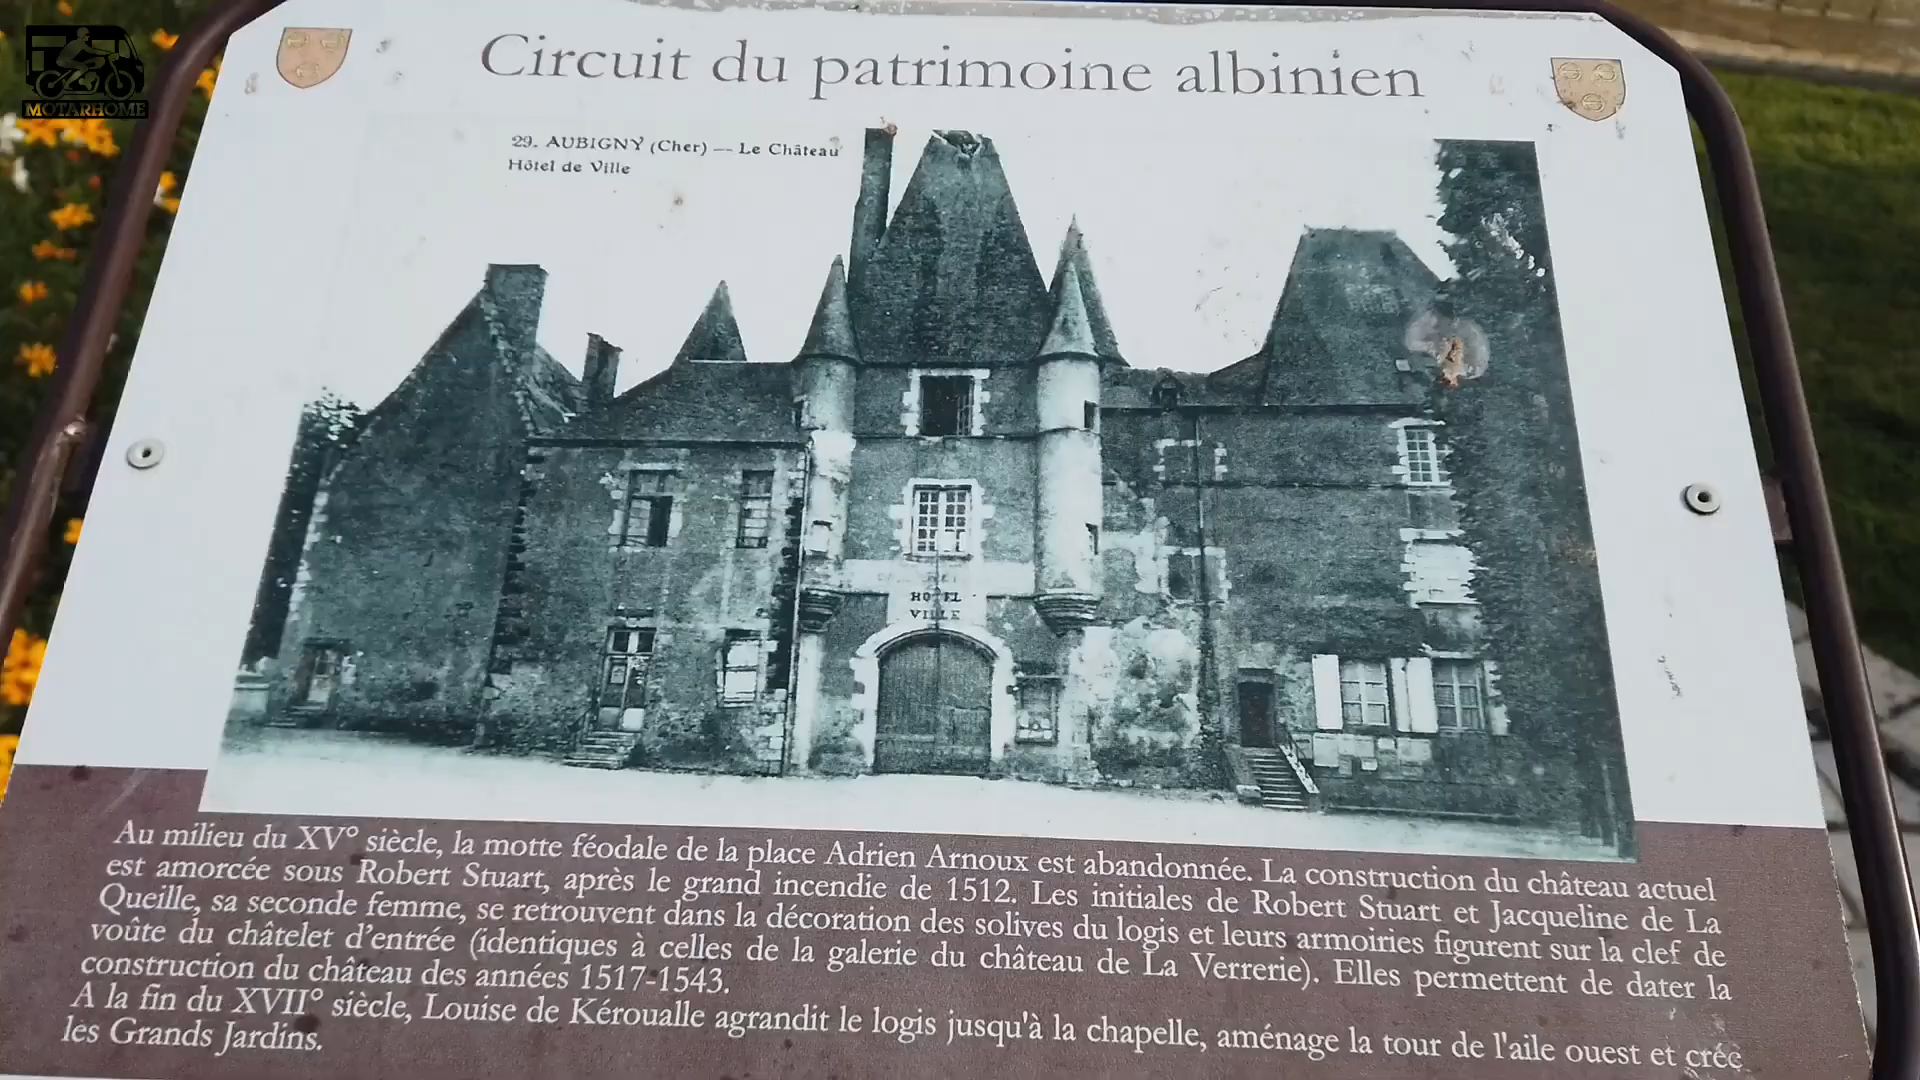 MOTARHOME
Circuit du patrimoine albinien
29. AUBIGNY (Cher) — Le Château
Hôtel de Ville
HOTEL
VILLE
Au milieu du XV° siècle, la motte féodale de la place Adrien Arnoux est abandonnée. La construction du château actuel
est amorcée sous Robert Stuart, après le grand incendie de 1512. Les initiales de Robert Stuart et Jacqueline de La
Queille, sa seconde femme, se retrouvent dans la décoration des solives du logis et leurs armoiries figurent sur la clef de
voûte du châtelet d'entrée (identiques à celles de la galerie du château de La Verrerie). Elles permettent de dater la
construction du château des années 1517-1543.
A la fin du XVII° siècle, Louise de Kéroualle agrandit le logis jusqu'à la chapelle, aménage la tour de l'aile ouest et crée
les Grands Jardins.